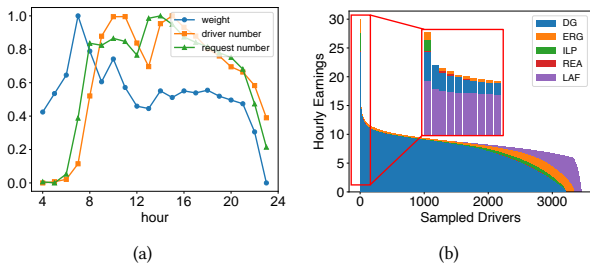 1.0
0.8
0.6
0.4
0.2
0.0
4
8
12
16
20
24
hour
weight
driver number
request number
(a)
Hourly Earnings
30
25
20
15
10
5
0
0
1000
2000
3000
Sampled Drivers
DG
ERG
ILP
REA
LAF
(b)